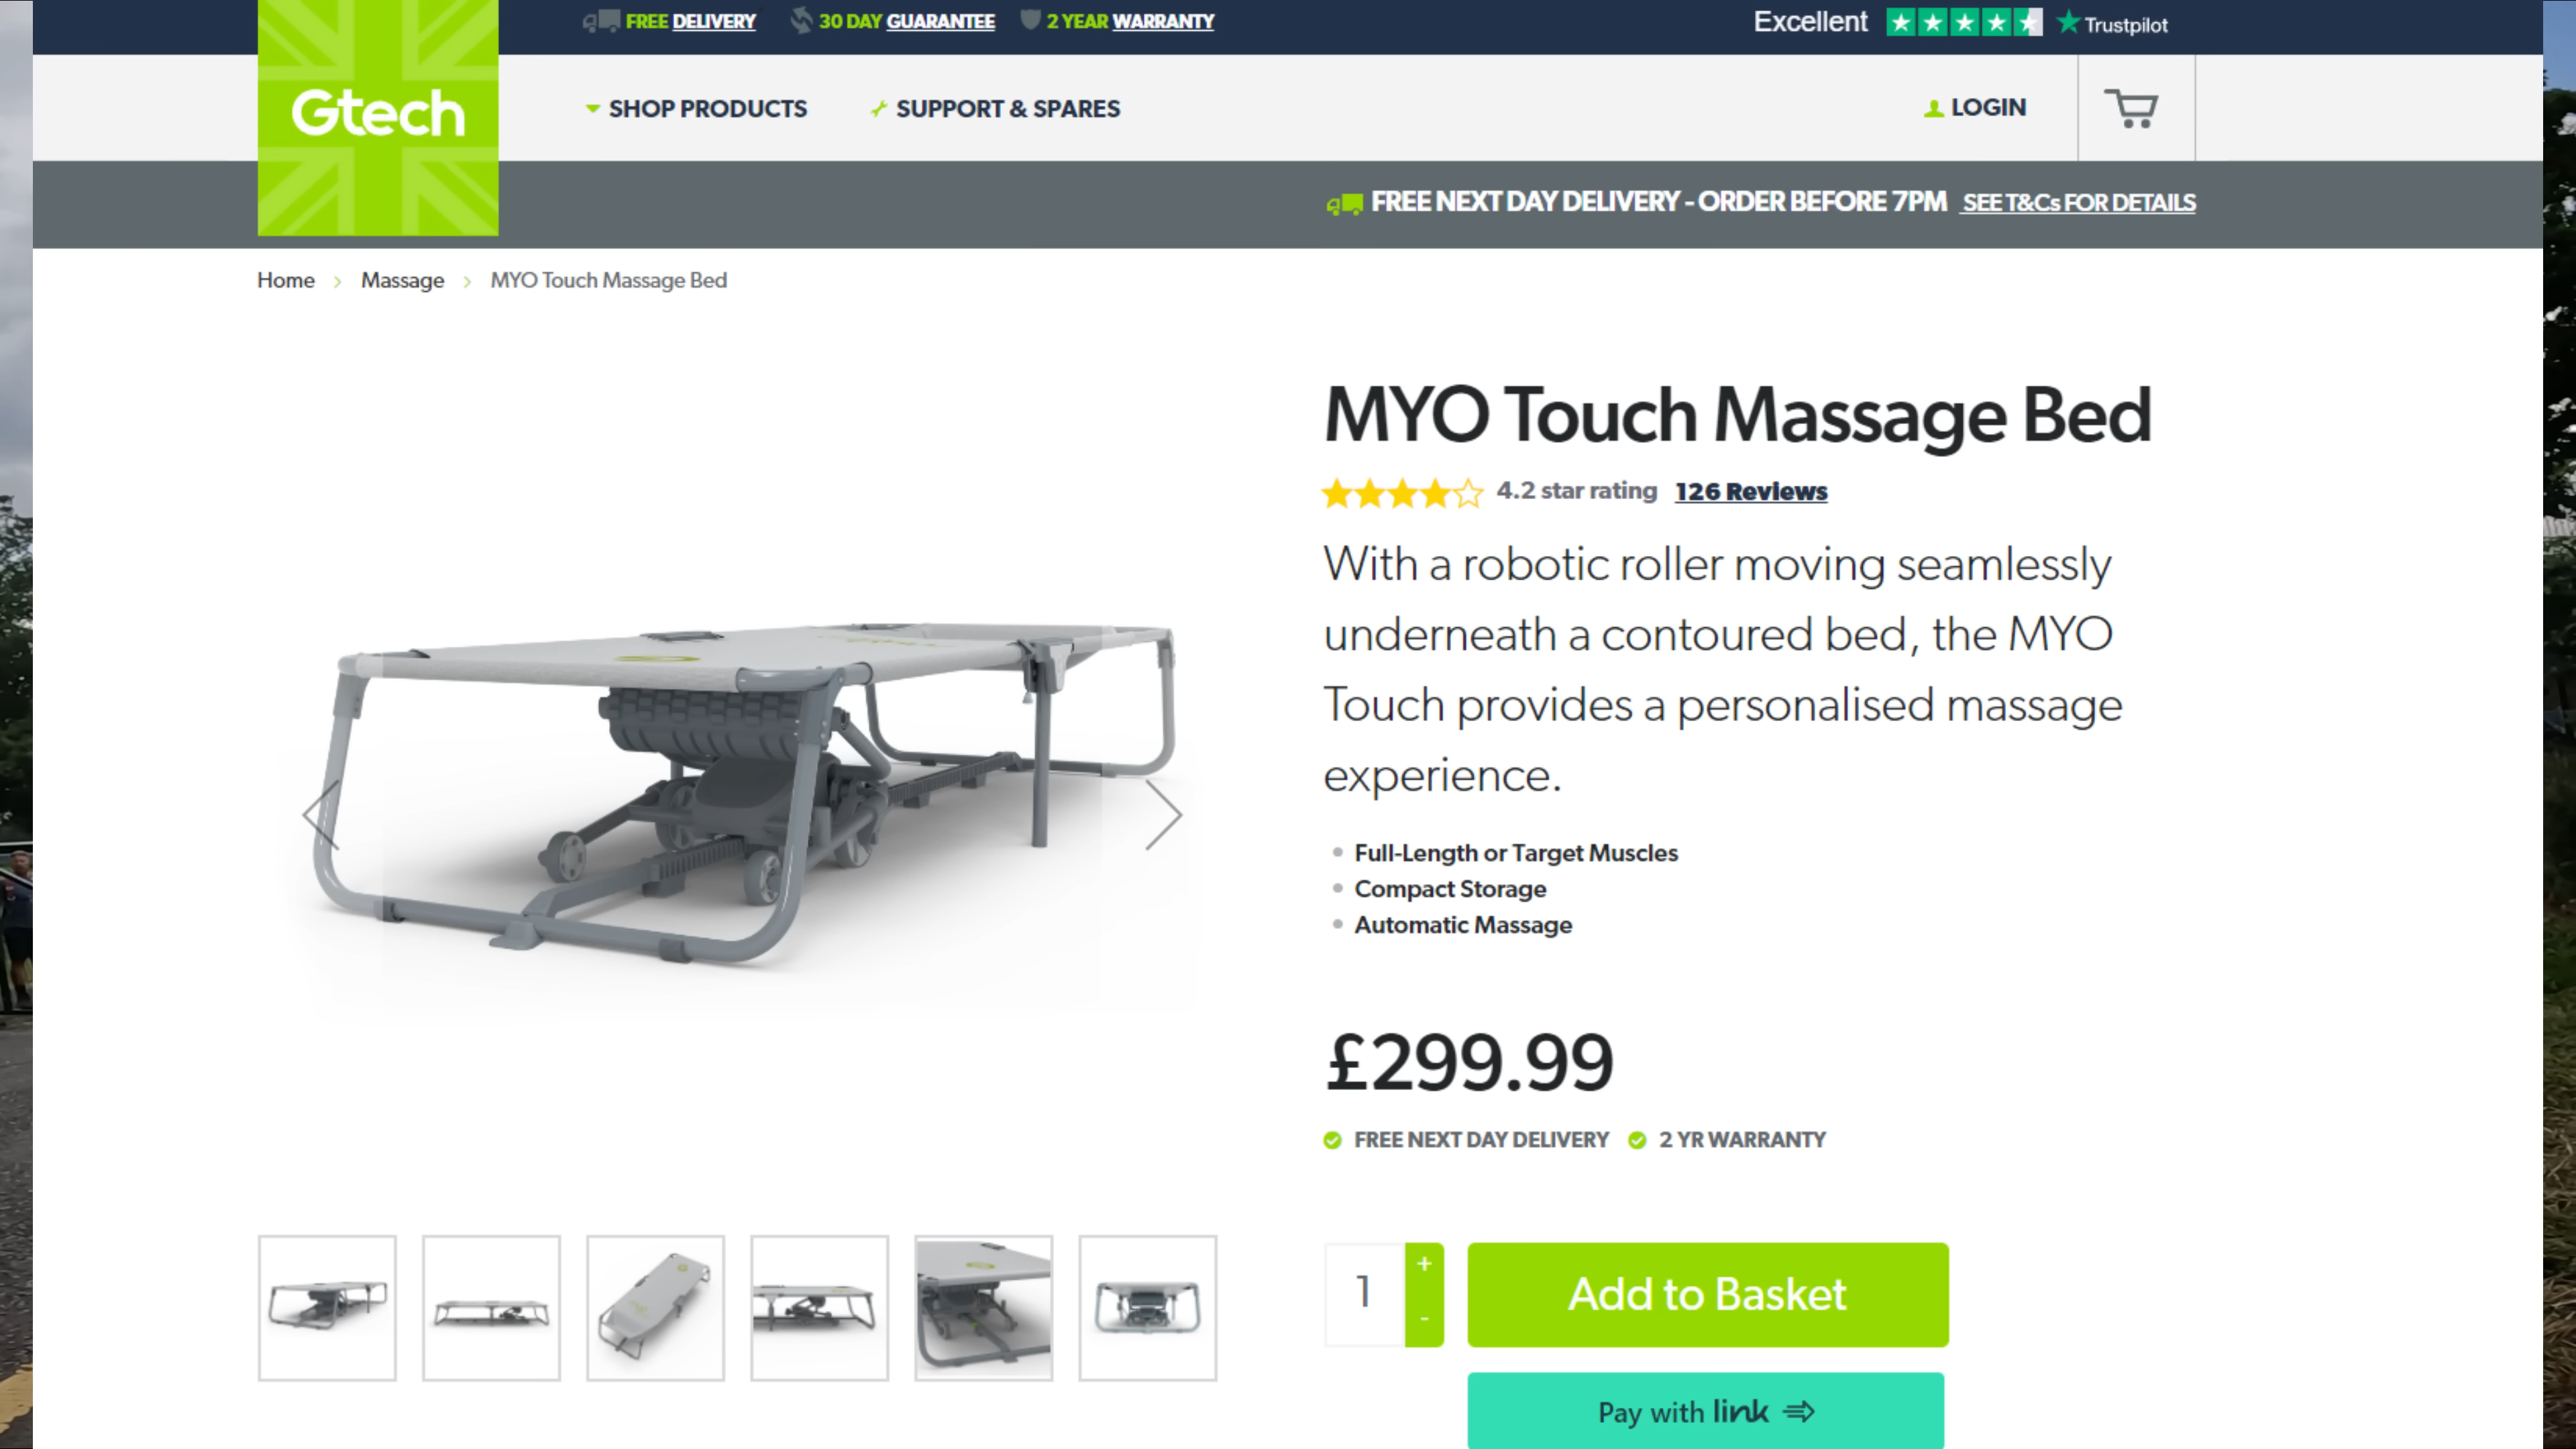 FREE DELIVERY
30 DAY GUARANTEE
2 YEAR WARRANTY
Excellent
Trustpilot
Gtech
SHOP PRODUCTS
SUPPORT & SPARES
LOGIN
FREE NEXT DAY DELIVERY - ORDER BEFORE 7PM SEE T&Cs FOR DETAILS
Home > Massage > MYO Touch Massage Bed
MYO Touch Massage Bed
4.2 star rating 126 Reviews
With a robotic roller moving seamlessly
underneath a contoured bed, the MYO
Touch provides a personalised massage
experience.
Full-Length or Target Muscles
Compact Storage
Automatic Massage
£299.99
FREE NEXT DAY DELIVERY
2 YR WARRANTY
1
+
-
Add to Basket
Pay with link